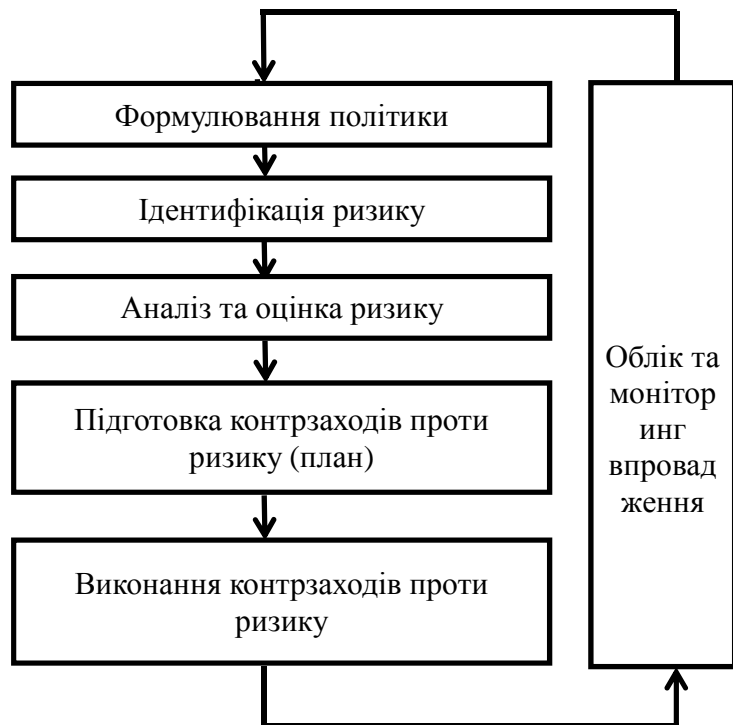 Формулювання політики
Ідентифікація ризику
Аналіз та оцінка ризику
Підготовка контрзаходів проти
ризику (план)
Виконання контрзаходів проти
ризику
Облік та
монітор
инг
впровад
ження